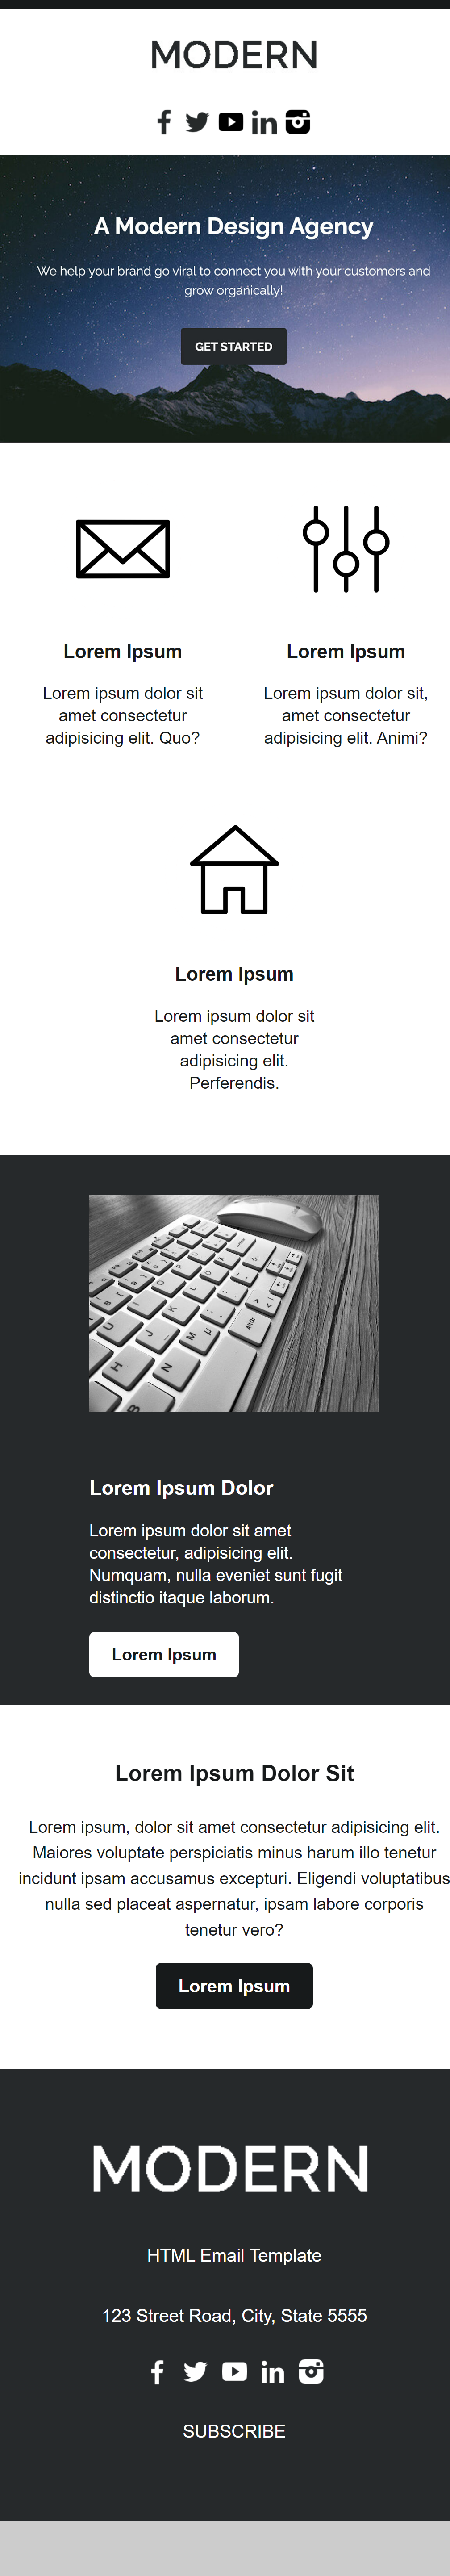 MODERN
A Modern Design Agency
We help your brand go viral to connect you with your customers and
grow organically!
GET STARTED
Lorem Ipsum
Lorem ipsum dolor sit
amet consectetur
adipisicing elit. Quo?
Lorem Ipsum
Lorem ipsum dolor sit,
amet consectetur
adipisicing elit. Animi?
Lorem Ipsum
Lorem ipsum dolor sit
amet consectetur
adipisicing elit.
Perferendis.
Lorem Ipsum Dolor
Lorem ipsum dolor sit amet
consectetur, adipisicing elit.
Numquam, nulla eveniet sunt fugit
distinctio itaque laborum.
Lorem Ipsum
Lorem Ipsum Dolor Sit
Lorem ipsum, dolor sit amet consectetur adipisicing elit.
Maiores voluptate perspiciatis minus harum illo tenetur
incidunt ipsam accusamus excepturi. Eligendi voluptatibus
nulla sed placeat aspernatur, ipsam labore corporis
tenetur vero?
Lorem Ipsum
MODERN
HTML Email Template
123 Street Road, City, State 5555
SUBSCRIBE